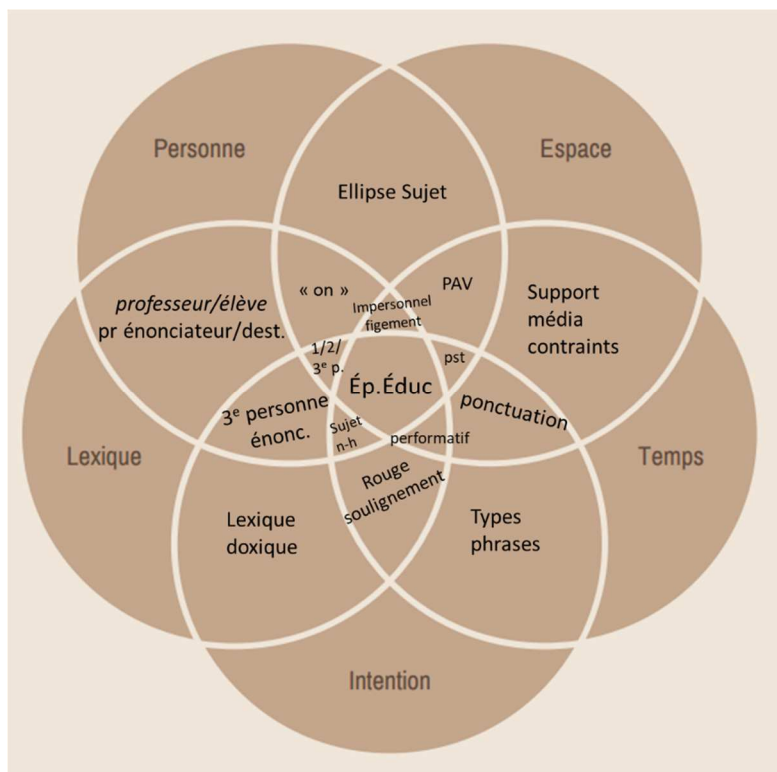 Personne
Espace
Ellipse Sujet
professeur/élève
pr énonciateur/dest.
« on »
PAV
Impersonnel
figement
Support
média
contraints
1/2/
3e p.
pst
Ép.Éduc
3e personne
énonc.
ponctuation
Sujet
n-h
performatif
Lexique
Temps
Rouge
soulignement
Lexique
doxique
Types
phrases
Intention